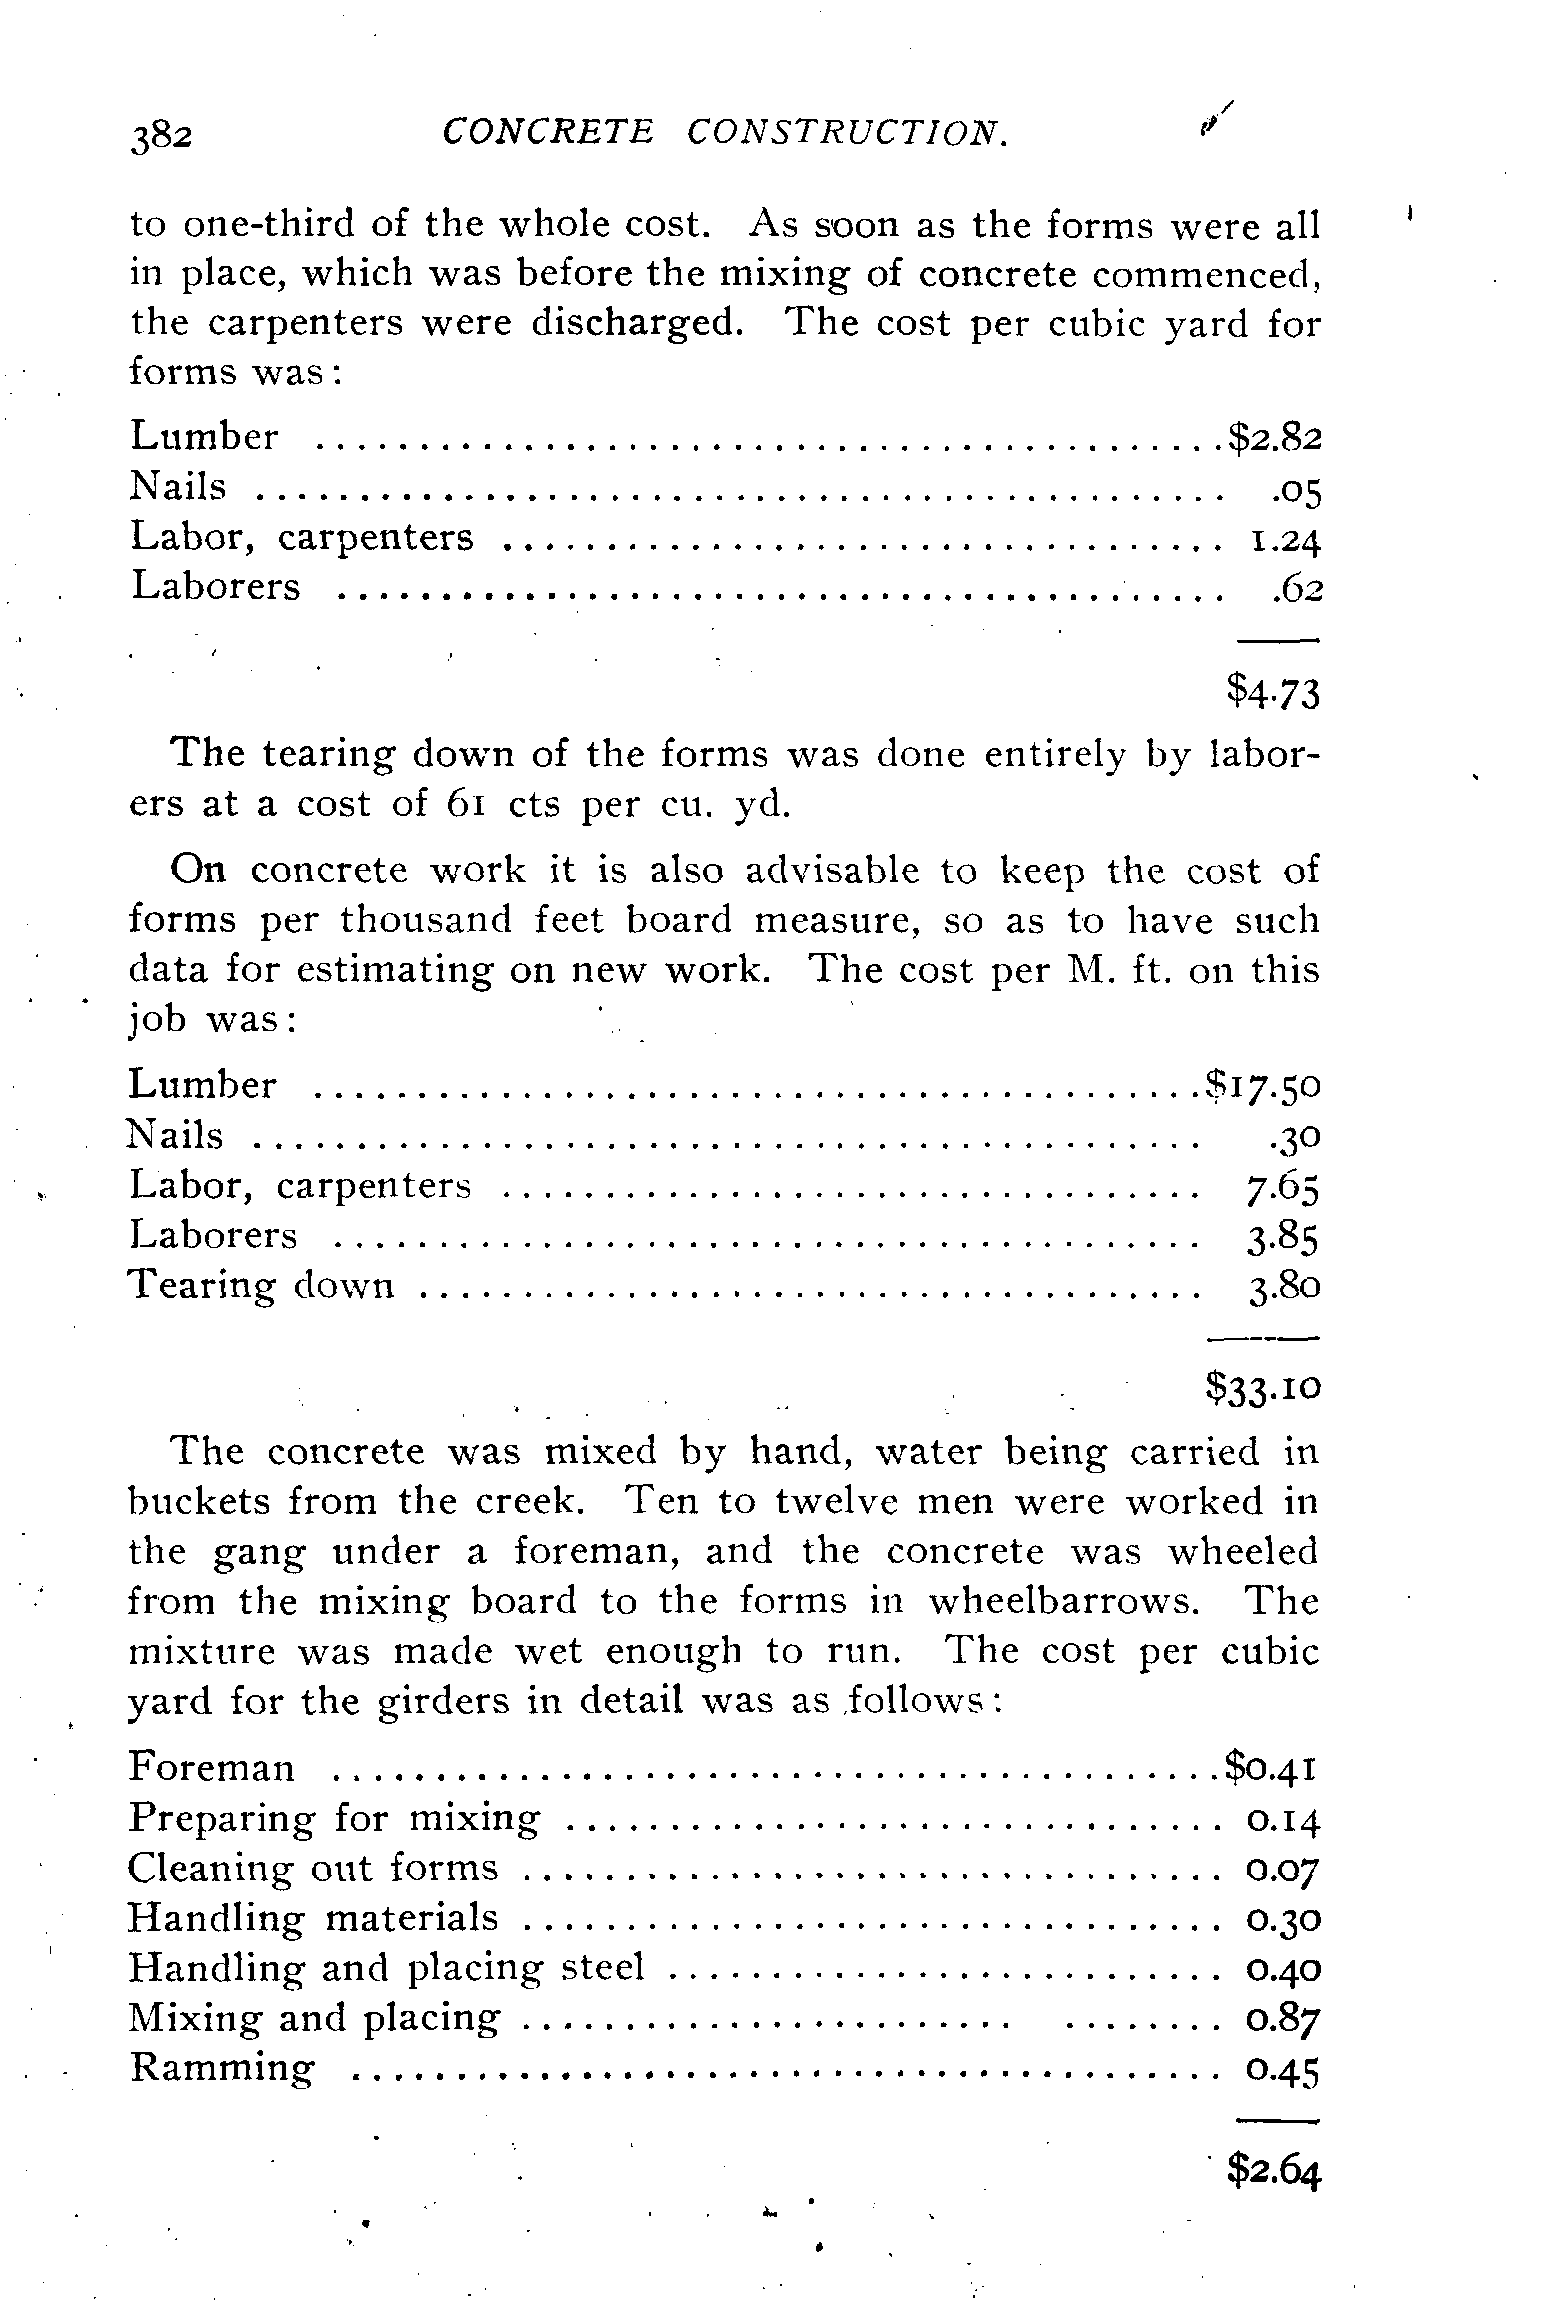 382 CONCRETE CONSTRUCTION.
to one-third of the whole cost. As soon as the forms were all
in place, which was before the mixing of concrete commenced,
the carpenters were discharged. The cost per cubic yard for
forms was:
Lumber ............................................$2.82
Nails ............................................... .05
Labor, carpenters ................................... 1.24
Laborers ........................................... .62
$4.73
The tearing down of the forms was done entirely by labor-
ers at a cost of 61 cts per cu. yd.
On concrete work it is also advisable to keep the cost of
forms per thousand feet board measure, so as to have such
data for estimating on new work. The cost per M. ft. on this
job was:
Lumber ...........................................$17.50
Nails .............................................. .30
Labor, carpenters .................................. 7.65
Laborers .......................................... 3.85
Tearing down ...................................... 3.80
$33.10
The concrete was mixed by hand, water being carried in
buckets from the creek. Ten to twelve men were worked in
the gang under a foreman, and the concrete was wheeled
from the mixing board to the forms in wheelbarrows. The
mixture was made wet enough to run. The cost per cubic
yard for the girders in detail was as follows:
Foreman ...........................................$0.41
Preparing for mixing ................................ 0.14
Cleaning out forms .................................. 0.07
Handling materials .................................. 0.30
Handling and placing steel ........................... 0.40
Mixing and placing ........................ ........ 0.87
Ramming .......................................... 0.45
$2.64